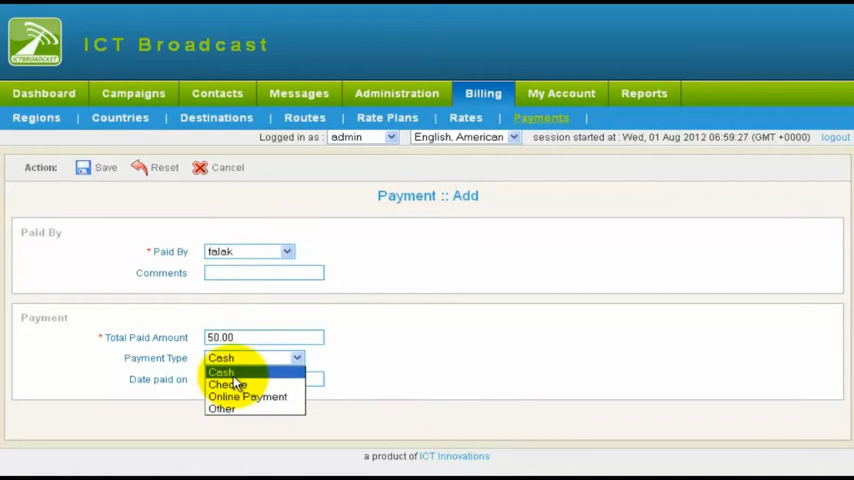 ICTBROADCAST
ICT Broadcast
Dashboard Campaigns Contacts Messages Administration Billing My Account Reports
Regions | Countries | Destinations | Routes | Rate Plans | Rates | Payments |
Logged in as : admin English, American session started at : Wed, 01 Aug 2012 06:59:27 (GMT +0000) logout
Action: Save Reset Cancel
Payment :: Add
Paid By
* Paid By falak
Comments
Payment
* Total Paid Amount 50.00
Payment Type Cash
Cash
Date paid on
Cheque
Online Payment
Other
a product of ICT Innovations